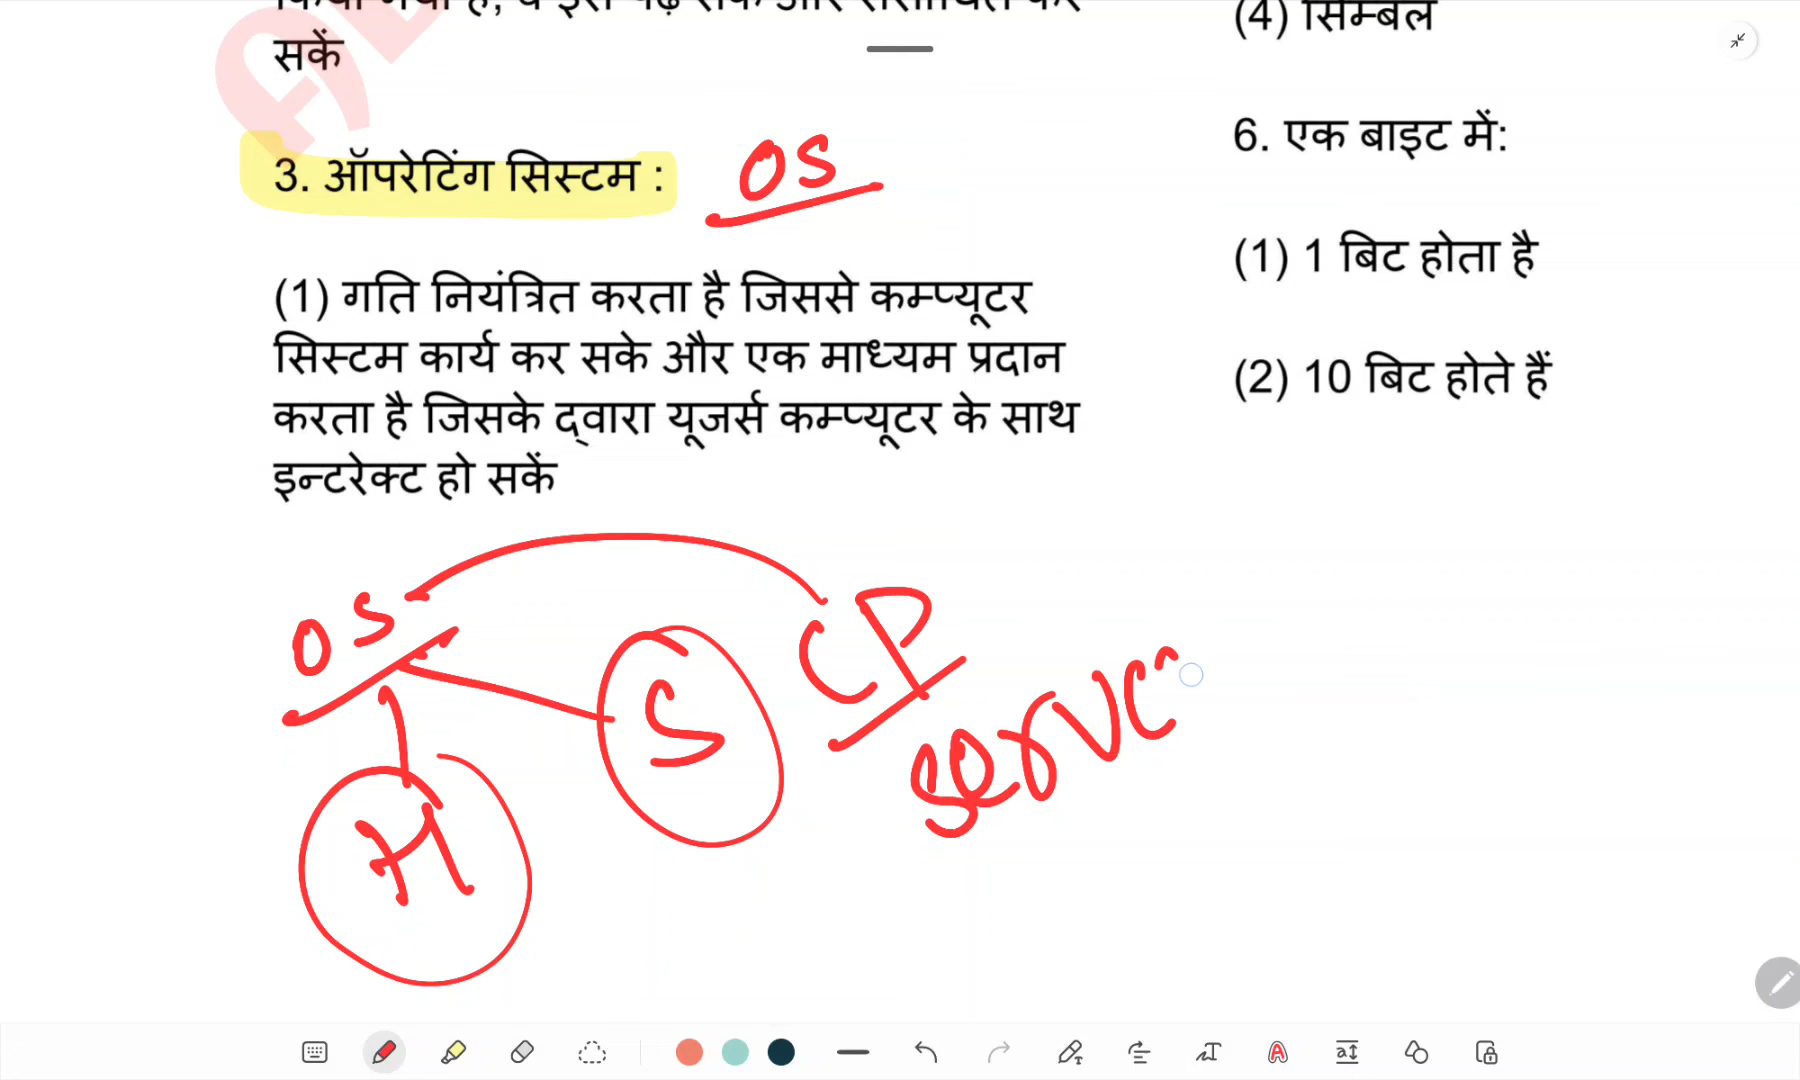 सकें
3. ऑपरेटिंग सिस्टम :
OS
(1) गति नियंत्रित करता है जिससे कम्प्यूटर
सिस्टम कार्य कर सके और एक माध्यम प्रदान
करता है जिसके द्वारा यूजर्स कम्प्यूटर के साथ
इन्टरेक्ट हो सकें
OS
H
S
CP
(4) सिम्बल
6. एक बाइट में:
(1) 1 बिट होता है
(2) 10 बिट होते हैं